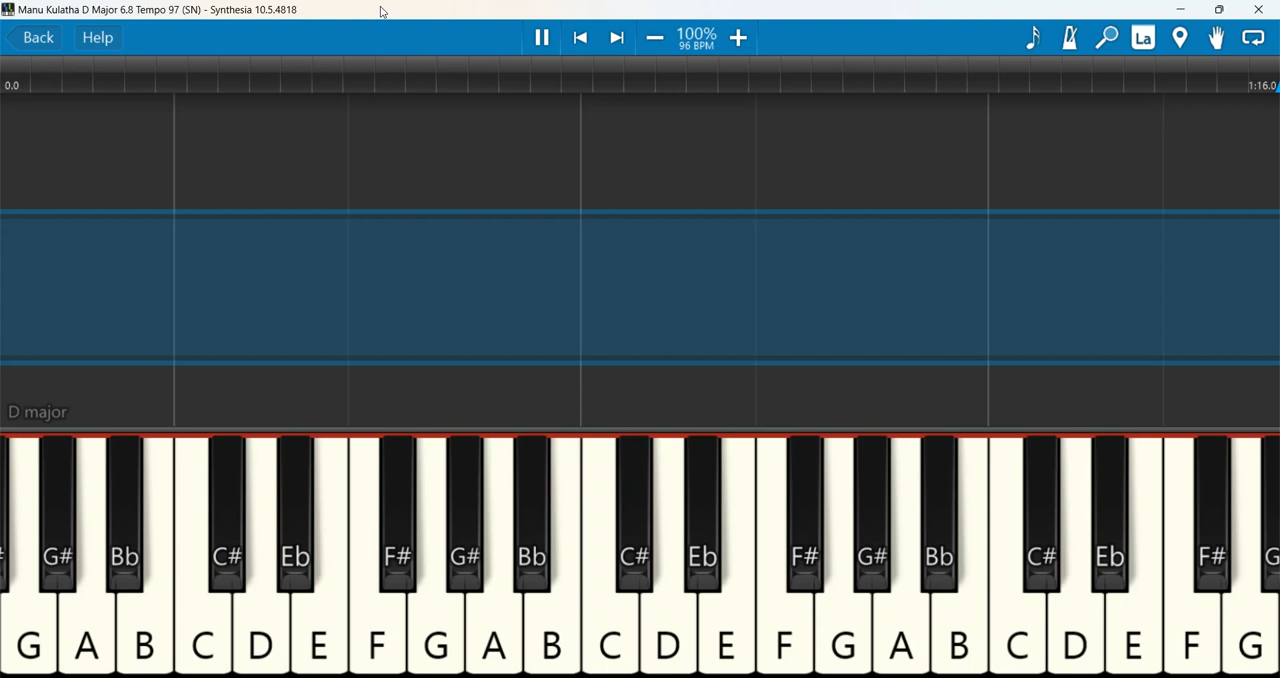 Manu Kulatha D Major 6.8 Tempo 97 (SN) - Synthesia 10.5.4818
Back Help 100% La
96 BPM
0.0 1:16.0
D major
# G# Bb C# Eb F# G# Bb C# Eb F# G# Bb C# Eb F# G
G A B C D E F G A B C D E F G A B C D E F G